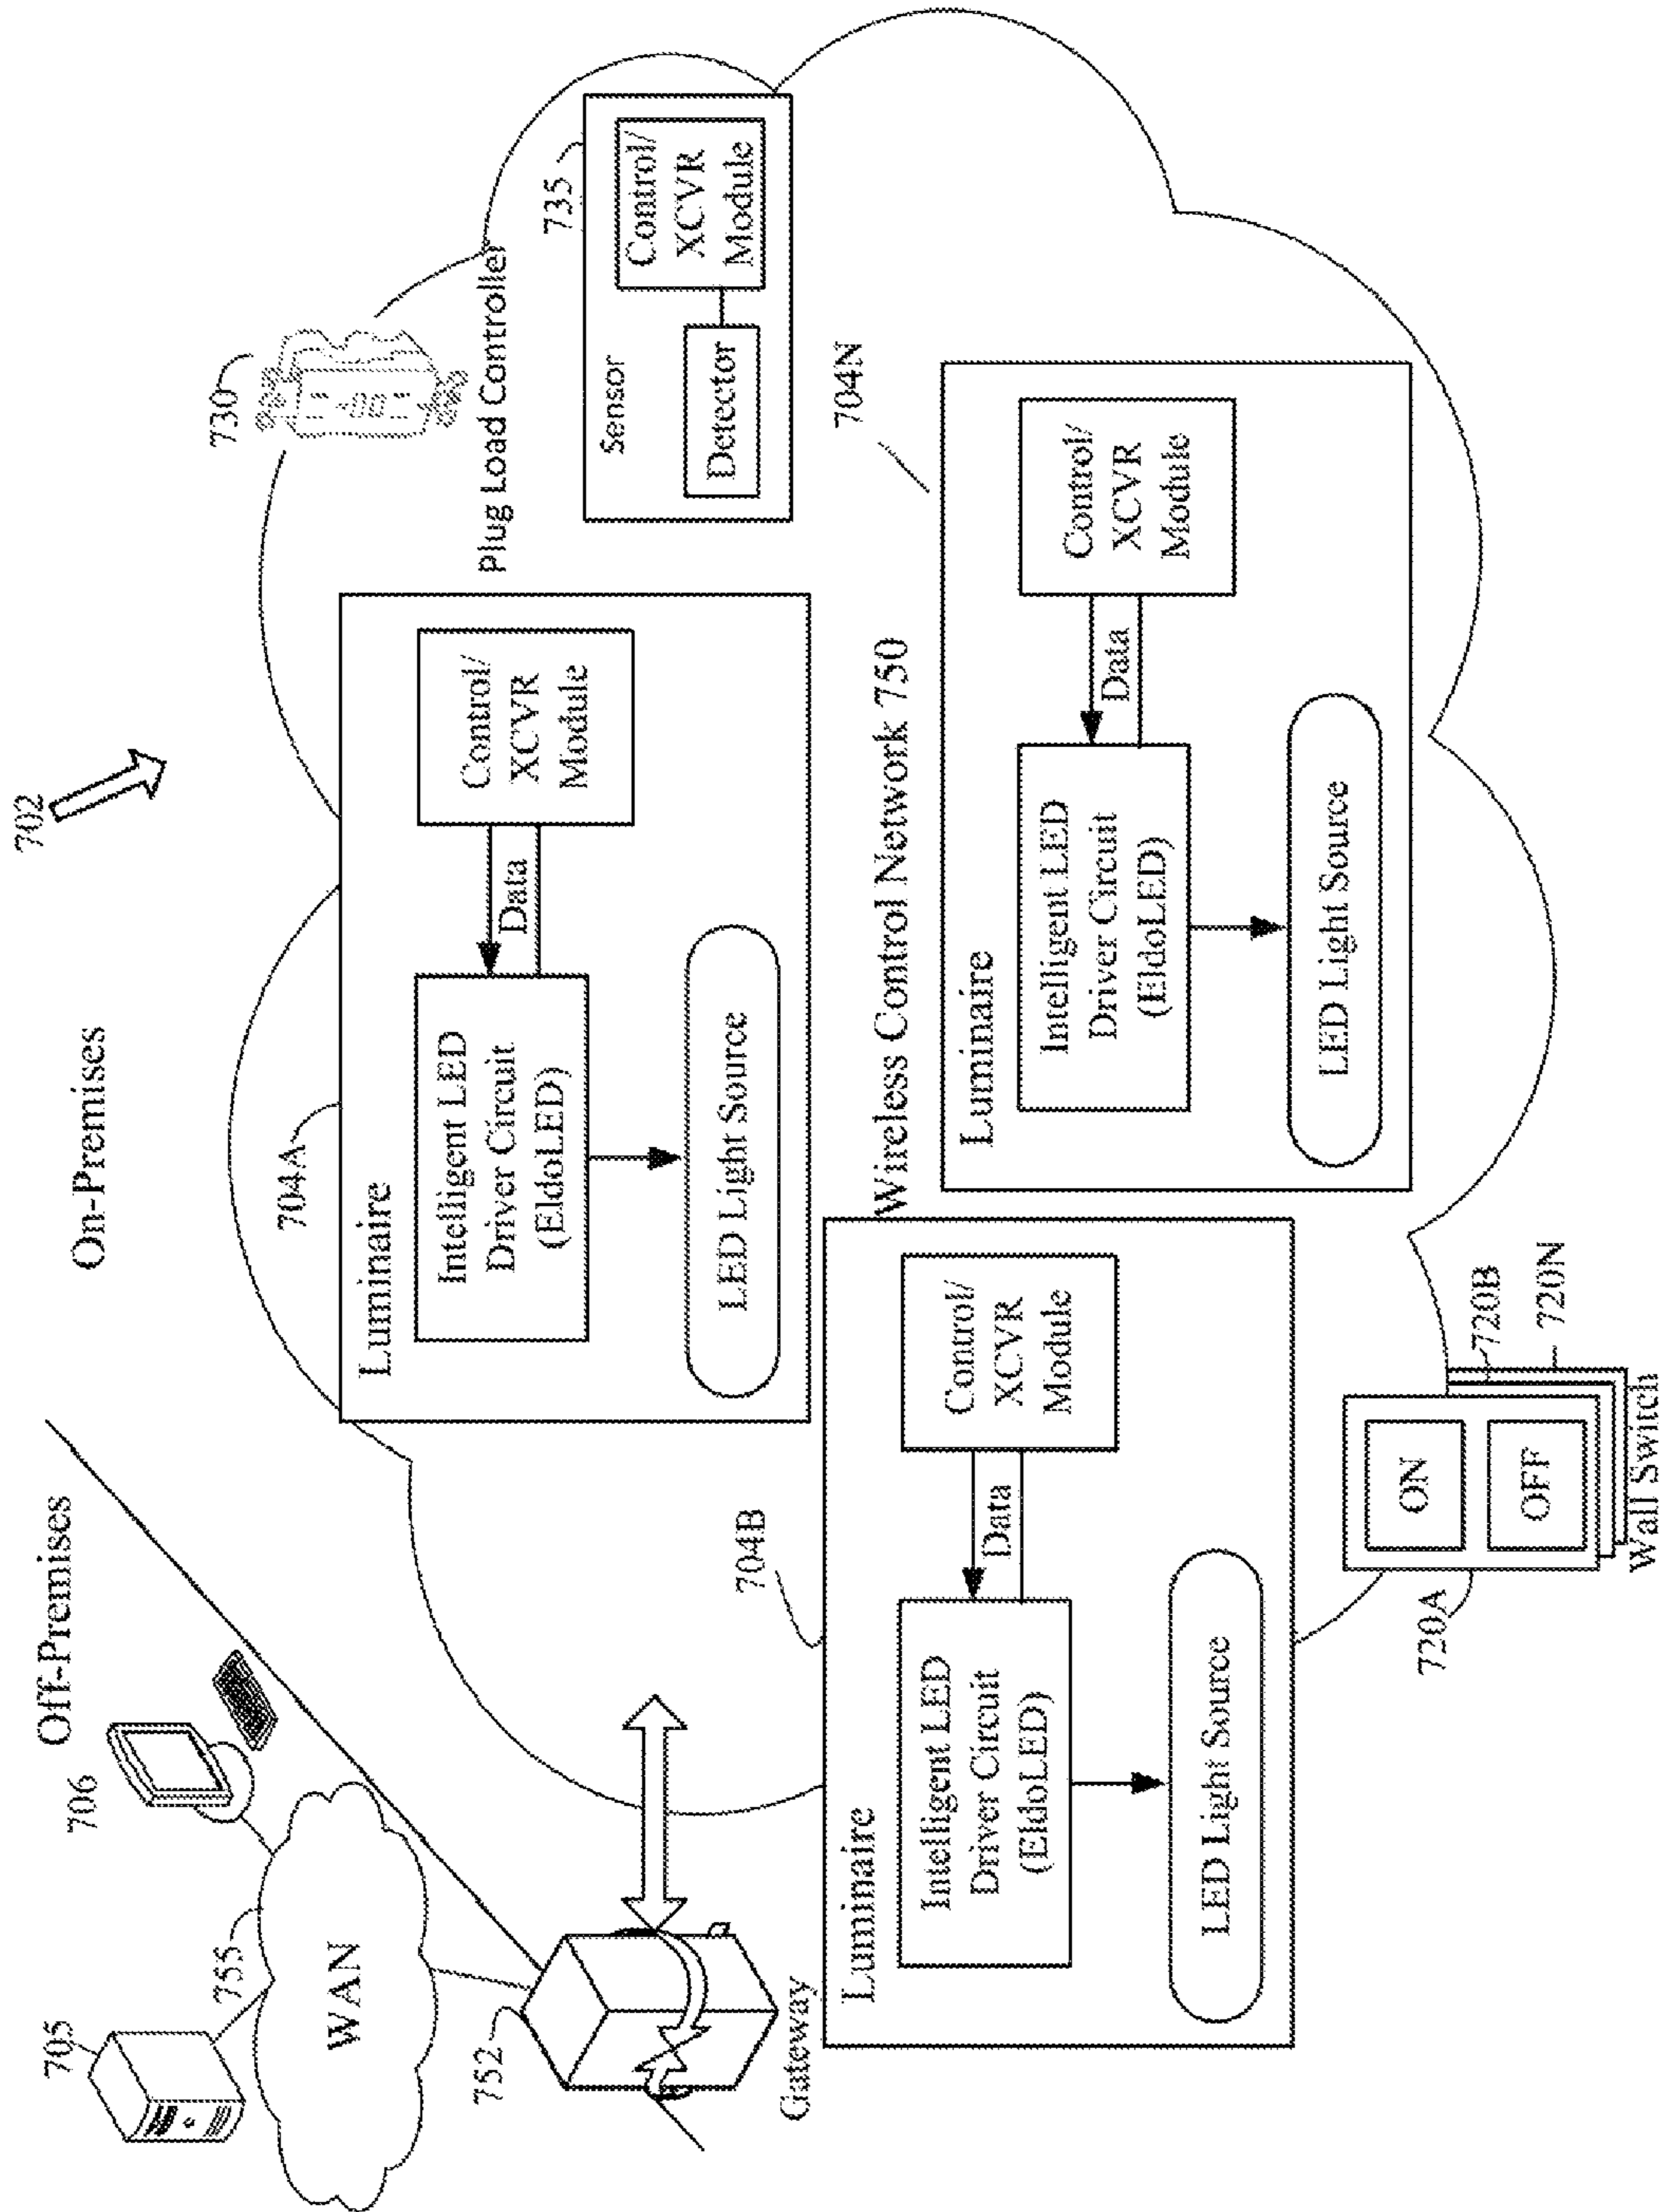 702
Off-Premises
On-Premises
705
706
755
WAN
752
Gateway
730
Plug Load Controller
735
Sensor
Detector
Control/
XCVR
Module
704A
Luminaire
Intelligent LED
Driver Circuit
(EldoLED)
Data
Control/
XCVR
Module
LED Light Source
Wireless Control Network 750
704B
Luminaire
Intelligent LED
Driver Circuit
(EldoLED)
Data
Control/
XCVR
Module
LED Light Source
704N
Luminaire
Intelligent LED
Driver Circuit
(EldoLED)
Data
Control/
XCVR
Module
LED Light Source
720A
ON
OFF
720B
720N
Wall Switch